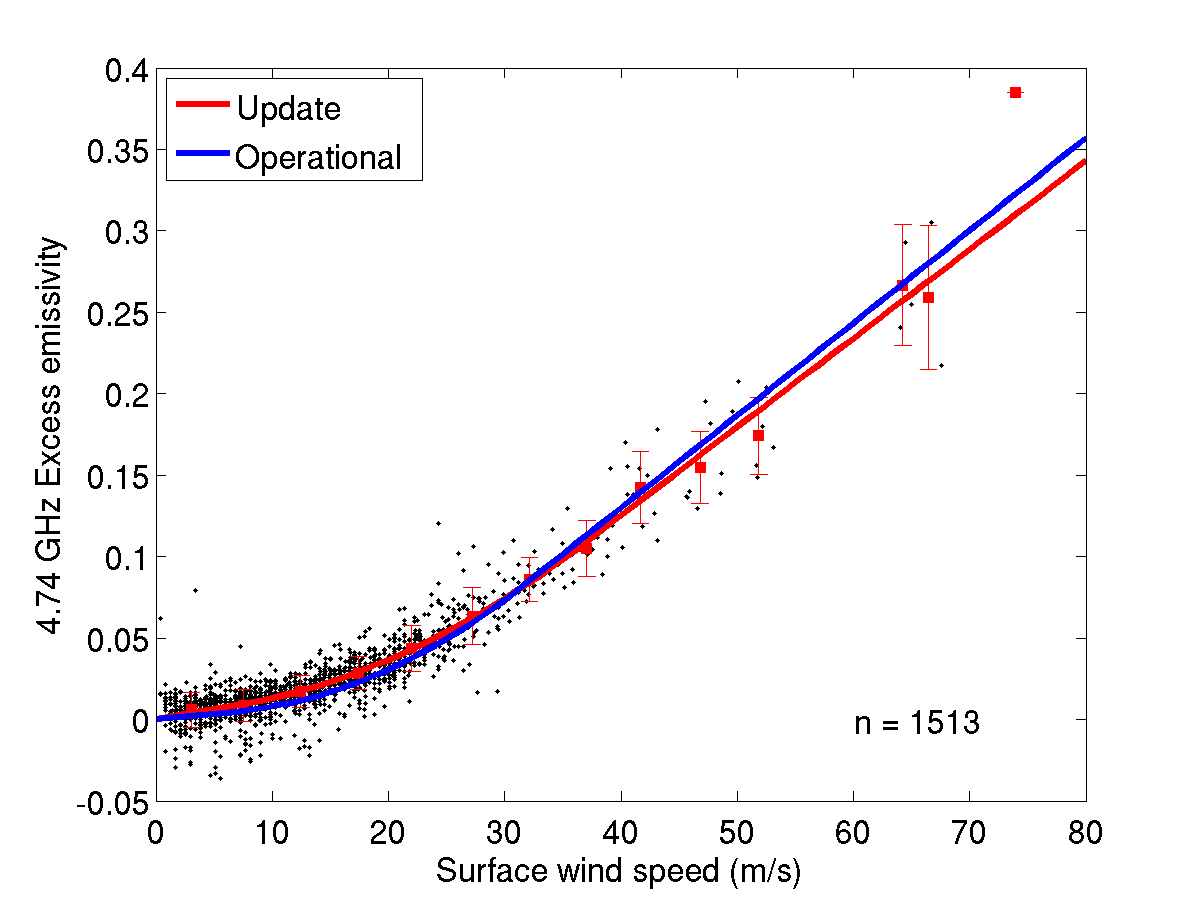 0.4
0.35
0.3
0.25
0.2
0.15
0.1
0.05
0
-0.05
4.74 GHz Excess emissivity
Update
Operational
n = 1513
0 10 20 30 40 50 60 70 80
Surface wind speed (m/s)